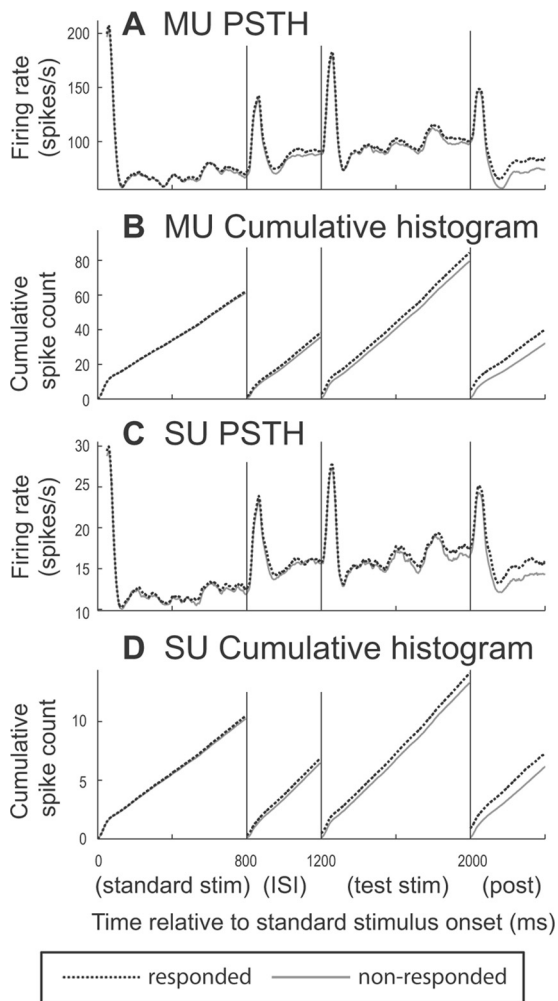 A MU PSTH
Firing rate
(spikes/s)
200
150
100
B MU Cumulative histogram
Cumulative
spike count
80
60
40
20
0
C SU PSTH
Firing rate
(spikes/s)
30
25
20
15
10
D SU Cumulative histogram
Cumulative
spike count
10
5
0
0 800 1200 2000
(standard stim) (ISI) (test stim) (post)
Time relative to standard stimulus onset (ms)
responded non-responded